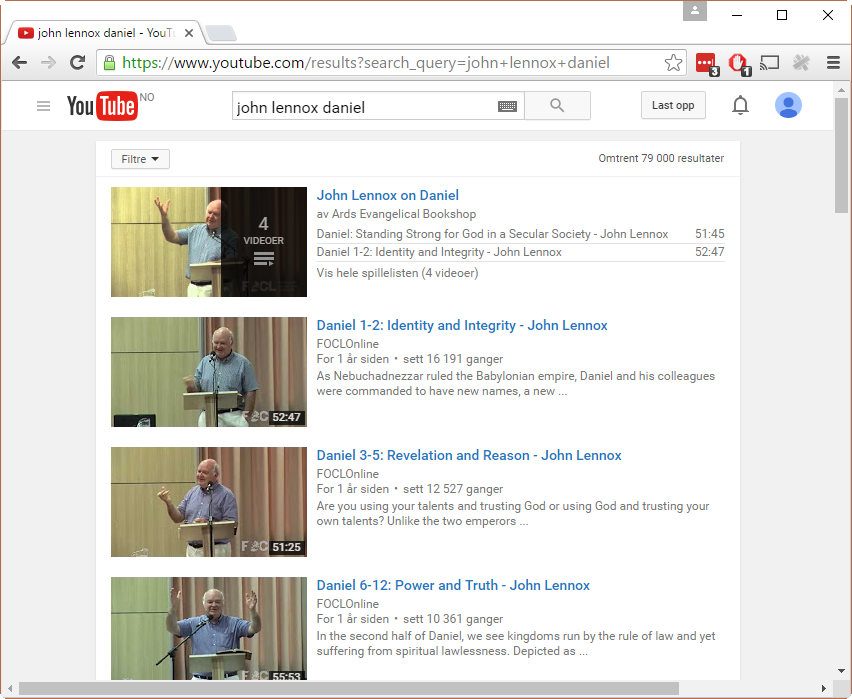 john lennox daniel - YouT
https://www.youtube.com/results?search_query=john+lennox+daniel
3
1
YouTube NO
john lennox daniel
Last opp
Filtre
Omtrent 79 000 resultater
4
VIDEOER
John Lennox on Daniel
av Ards Evangelical Bookshop
Daniel: Standing Strong for God in a Secular Society - John Lennox 51:45
Daniel 1-2: Identity and Integrity - John Lennox 52:47
Vis hele spillelisten (4 videoer)
Daniel 1-2: Identity and Integrity - John Lennox
FOCLOnline
For 1 år siden • sett 16 191 ganger
As Nebuchadnezzar ruled the Babylonian empire, Daniel and his colleagues
were commanded to have new names, a new ...
52:47
Daniel 3-5: Revelation and Reason - John Lennox
FOCLOnline
For 1 år siden • sett 12 527 ganger
Are you using your talents and trusting God or using God and trusting your
own talents? Unlike the two emperors ...
51:25
Daniel 6-12: Power and Truth - John Lennox
FOCLOnline
For 1 år siden • sett 10 361 ganger
In the second half of Daniel, we see kingdoms run by the rule of law and yet
suffering from spiritual lawlessness. Depicted as ...
55:53